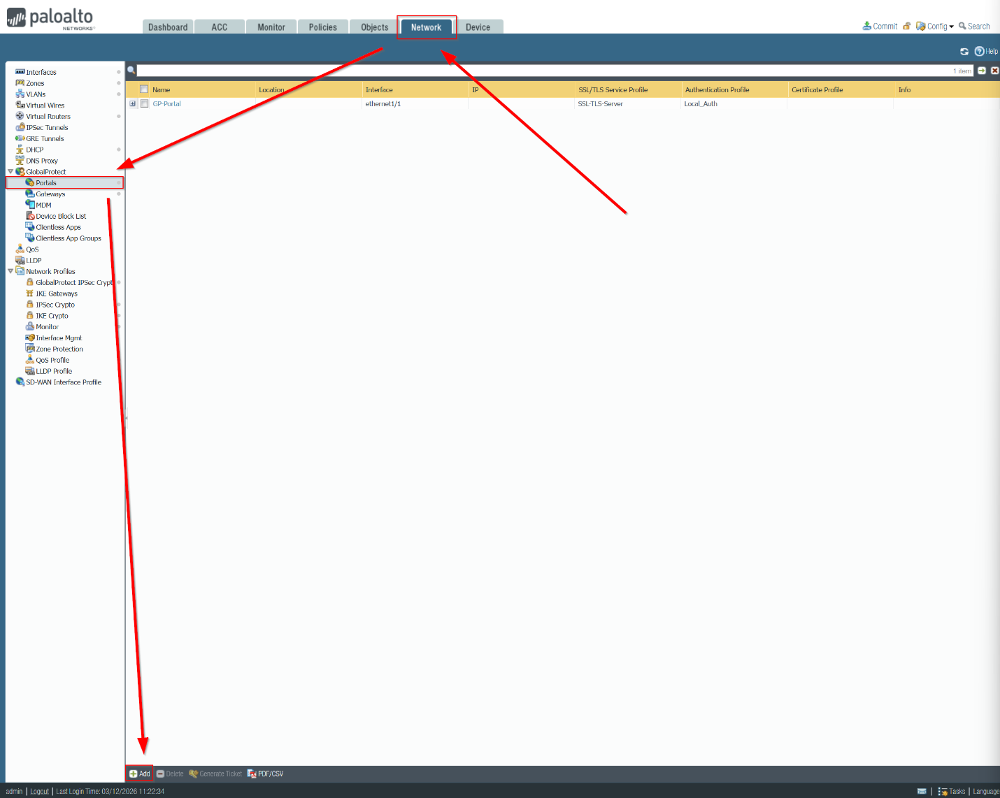 paloalto
NETWORKS
Dashboard ACC Monitor Policies Objects Network Device
Commit Config Search
Help
1 item
Name Location Interface IP SSL/TLS Service Profile Authentication Profile Certificate Profile Info
GP-Portal ethernet1/1 SSL-TLS-Server Local_Auth
Interfaces
Zones
VLANs
Virtual Wires
Virtual Routers
IPSec Tunnels
GRE Tunnels
DHCP
DNS Proxy
GlobalProtect
Portals
Gateways
MDM
Device Block List
Clientless Apps
Clientless App Groups
QoS
LLDP
Network Profiles
GlobalProtect IPSec Crypt
IKE Gateways
IPSec Crypto
IKE Crypto
Monitor
Interface Mgmt
Zone Protection
QoS Profile
LLDP Profile
SD-WAN Interface Profile
Add Delete Generate Ticket PDF/CSV
admin | Logout | Last Login Time: 03/12/2026 11:22:34
Tasks | Language